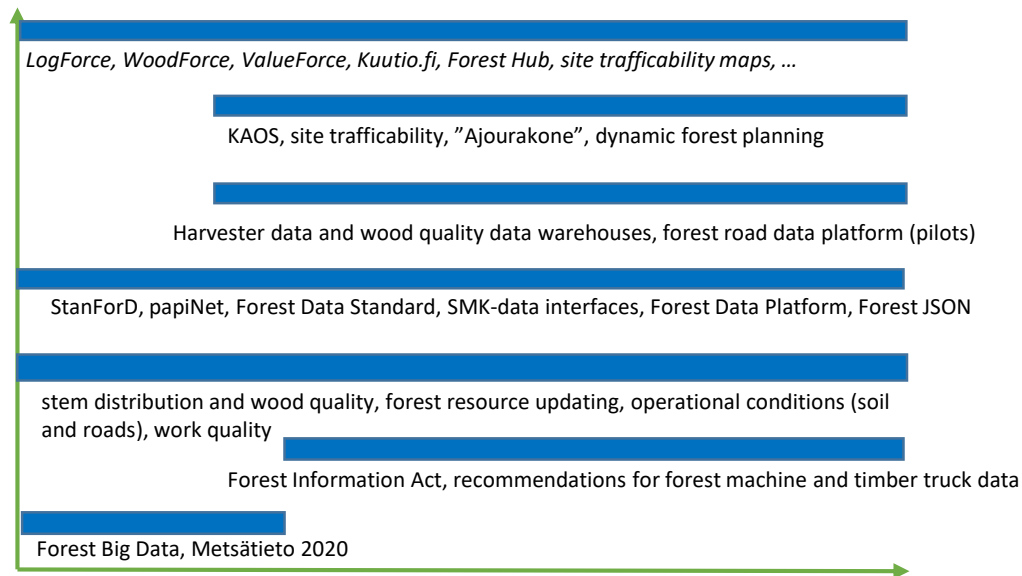 LogForce, WoodForce, ValueForce, Kuutio.fi, Forest Hub, site trafficability maps, …
KAOS, site trafficability, ”Ajourakone”, dynamic forest planning
Harvester data and wood quality data warehouses, forest road data platform (pilots)
StanForD, papiNet, Forest Data Standard, SMK-data interfaces, Forest Data Platform, Forest JSON
stem distribution and wood quality, forest resource updating, operational conditions (soil
and roads), work quality
Forest Information Act, recommendations for forest machine and timber truck data
Forest Big Data, Metsätieto 2020